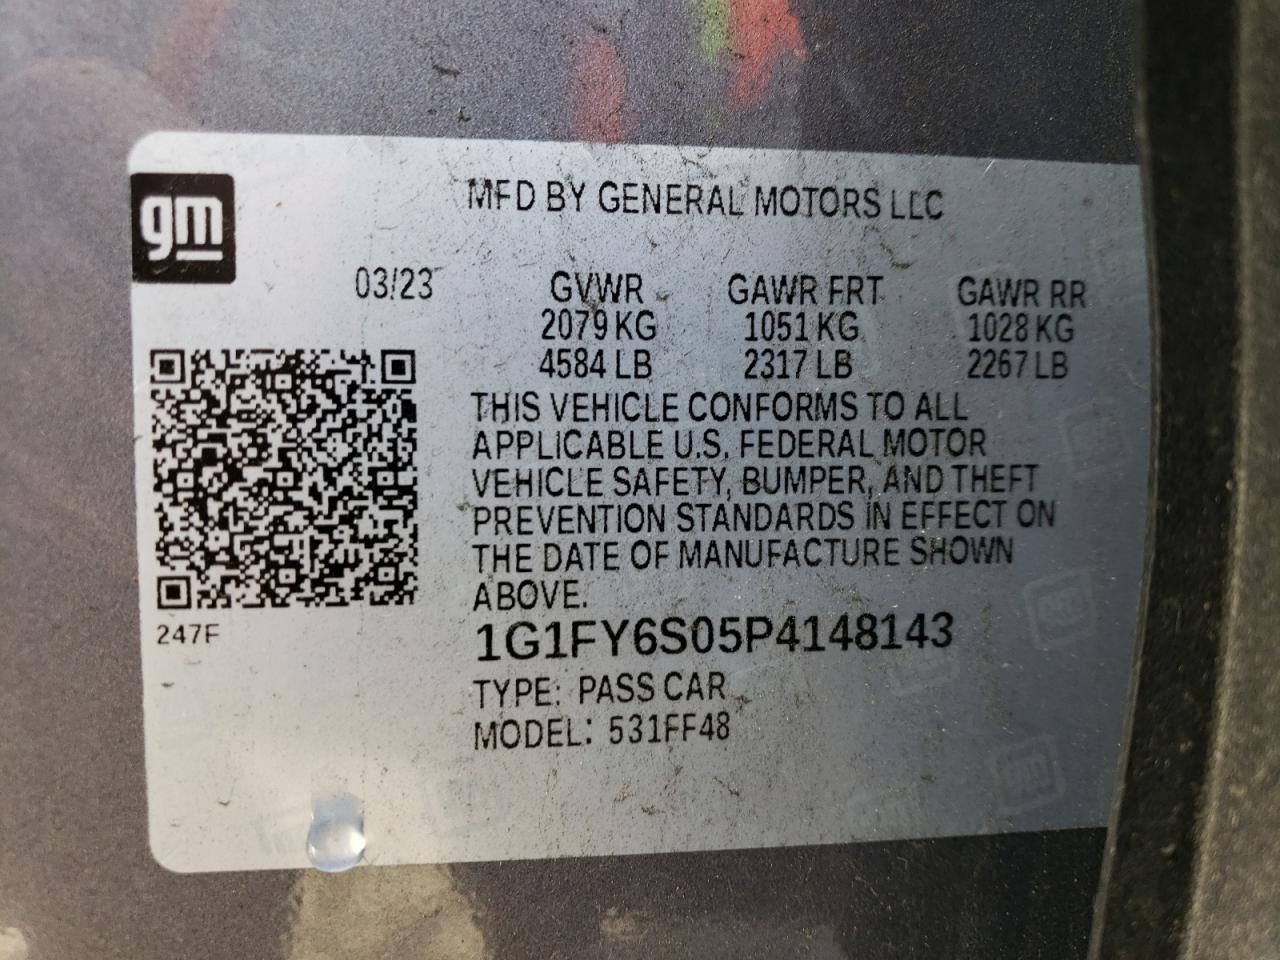 gm
MFD BY GENERAL MOTORS LLC
03/23 GVWR GAWR FRT GAWR RR
2079 KG 1051 KG 1028 KG
4584 LB 2317 LB 2267 LB
THIS VEHICLE CONFORMS TO ALL
APPLICABLE U.S. FEDERAL MOTOR
VEHICLE SAFETY, BUMPER, AND THEFT
PREVENTION STANDARDS IN EFFECT ON
THE DATE OF MANUFACTURE SHOWN
ABOVE.
247F
1G1FY6S05P4148143
TYPE: PASS CAR
MODEL: 531FF48